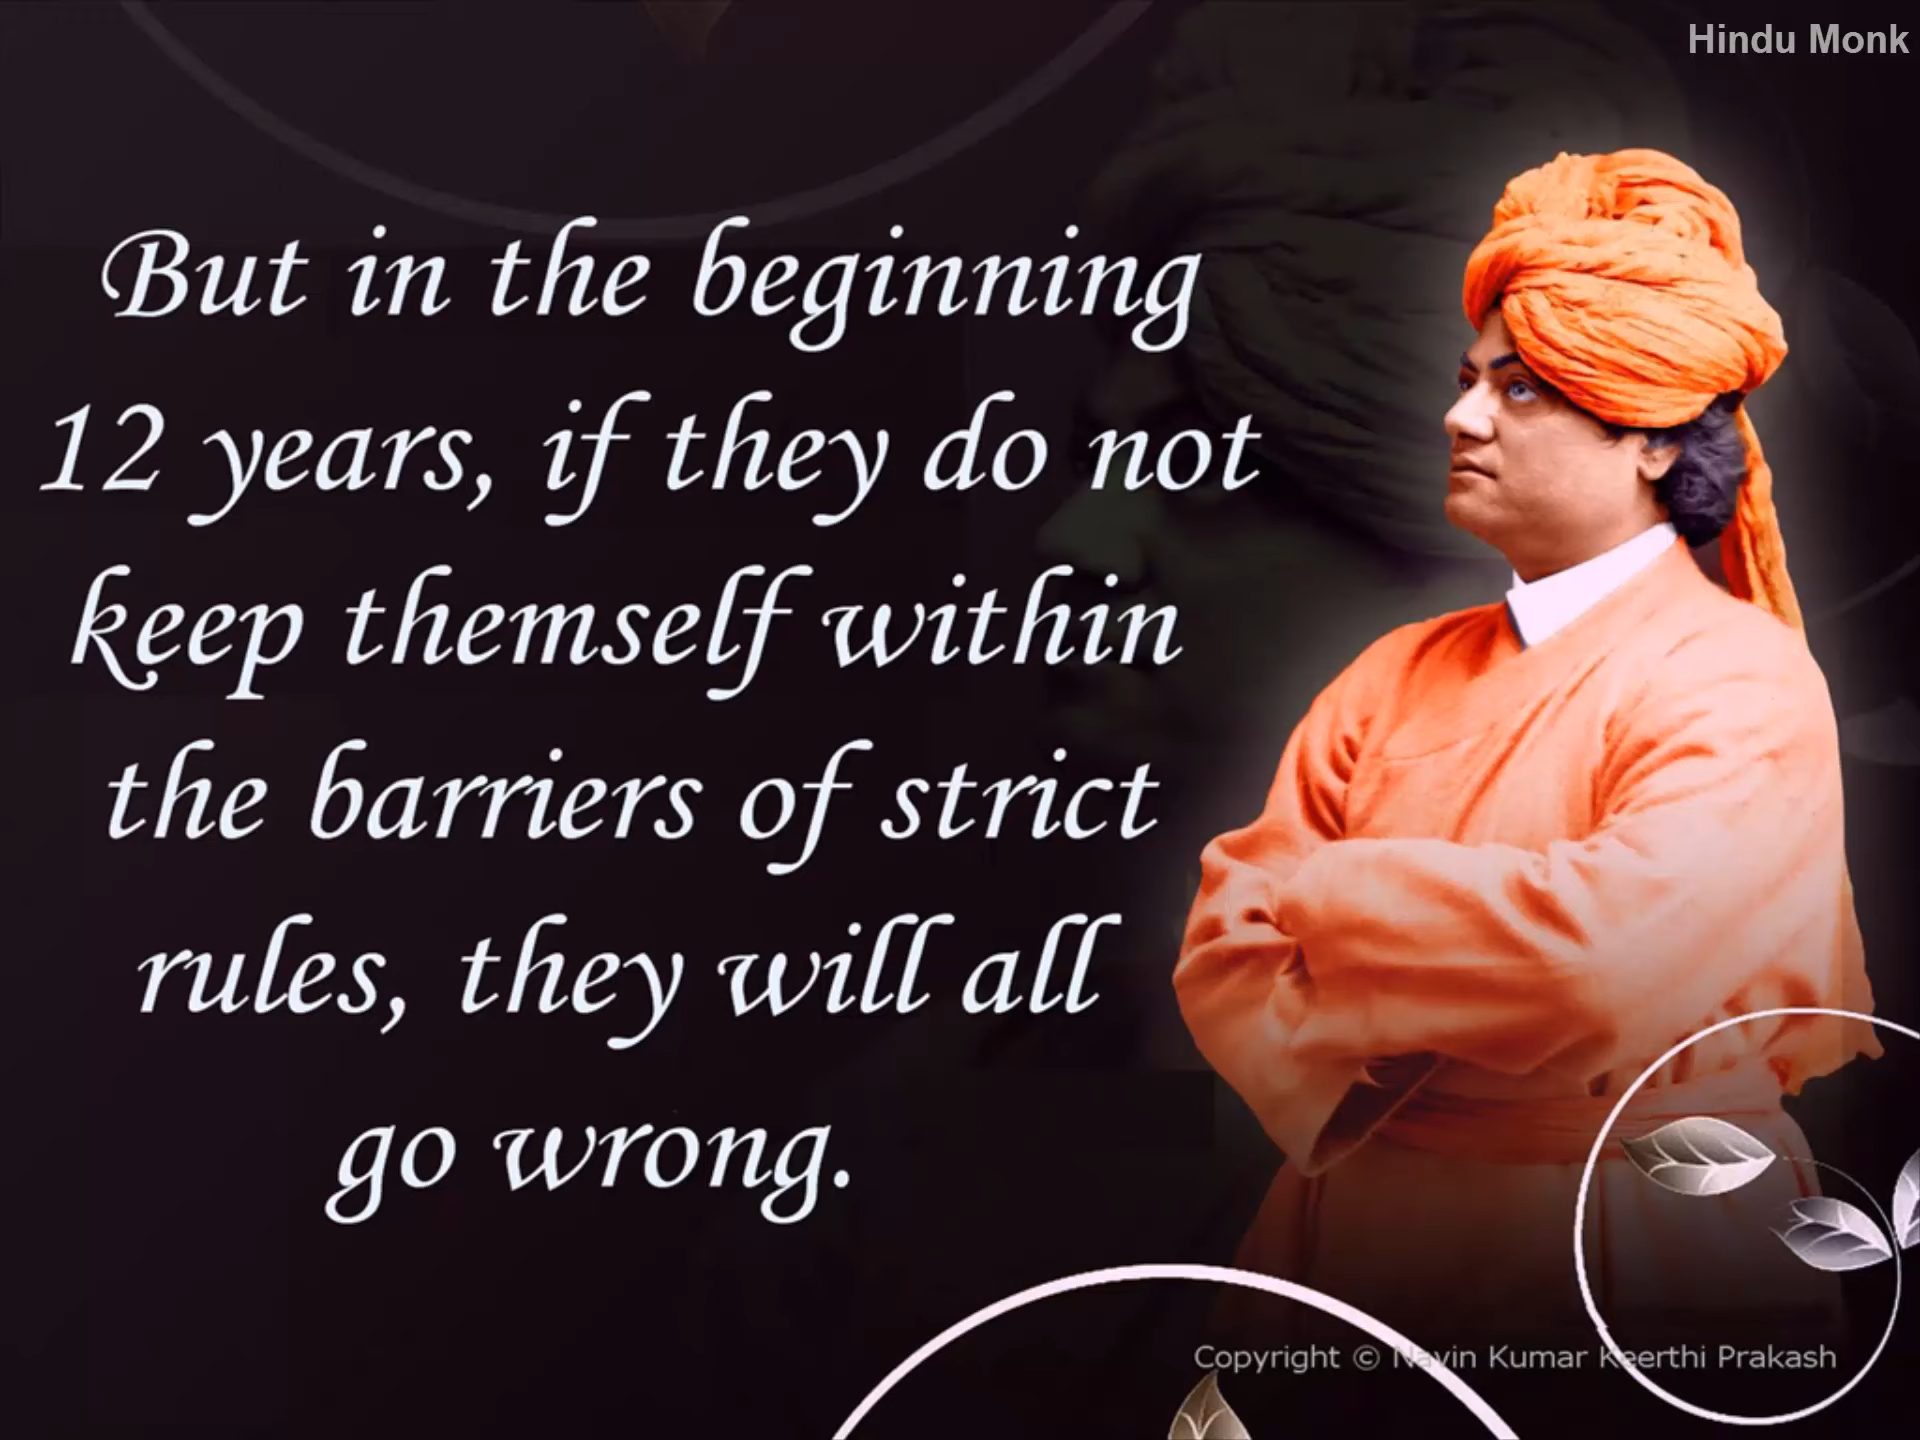 Hindu Monk
But in the beginning
12 years, if they do not
keep themself within
the barriers of strict
rules, they will all
go wrong.
Copyright © Navin Kumar Keerthi Prakash